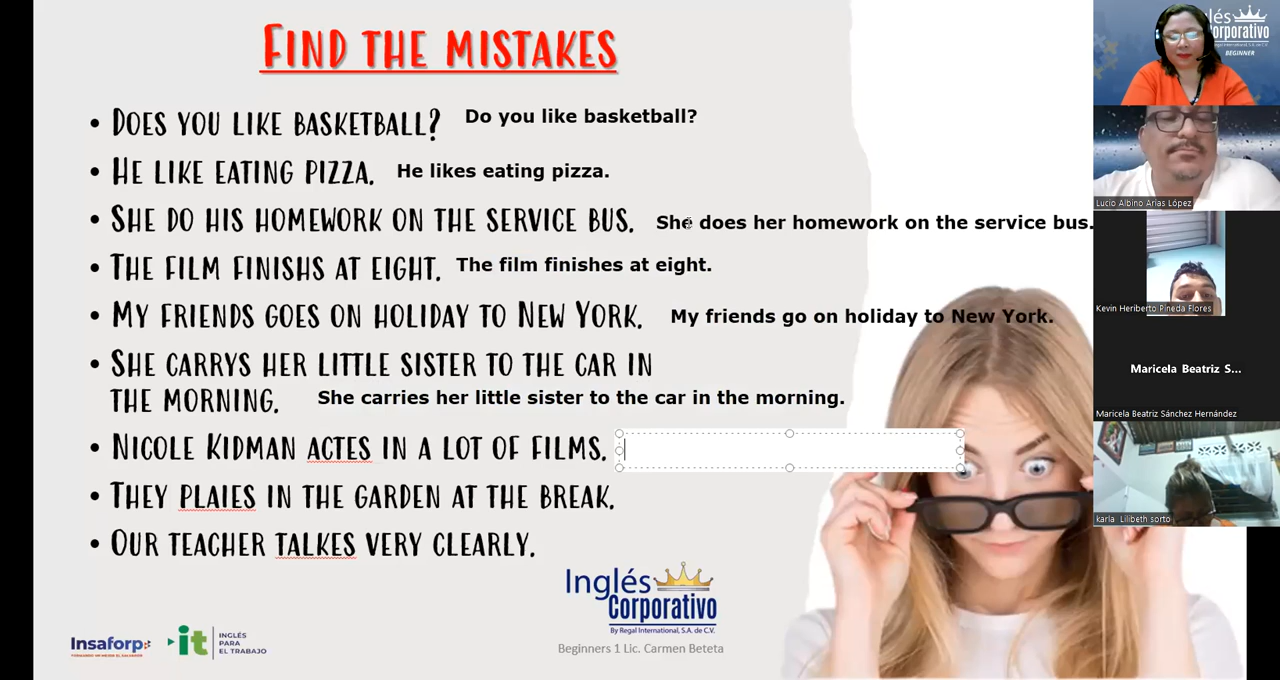 FIND THE MISTAKES
• DOES YOU LIKE BASKETBALL? Do you like basketball?
• HE LIKE EATING PIZZA. He likes eating pizza.
• SHE DO HIS HOMEWORK ON THE SERVICE BUS. She does her homework on the service bus.
• THE FILM FINISHS AT EIGHT. The film finishes at eight.
• MY FRIENDS GOES ON HOLIDAY TO NEW YORK. My friends go on holiday to New York.
• SHE CARRYS HER LITTLE SISTER TO THE CAR IN
THE MORNING. She carries her little sister to the car in the morning.
• NICOLE KIDMAN ACTES IN A LOT OF FILMS.
• THEY PLAIES IN THE GARDEN AT THE BREAK.
• OUR TEACHER TALKES VERY CLEARLY.
Inglés
Corporativo
By Regal International, S.A. de C.V.
Beginners 1 Lic. Carmen Beteta
Insaforp
it
INGLÉS
PARA
EL TRABAJO
glés
Corporativo
BEGINNER
Lucio Albino Arias López
Kevin Heriberto Pineda Flores
Maricela Beatriz S...
Maricela Beatriz Sánchez Hernández
karla Lilibeth sorto